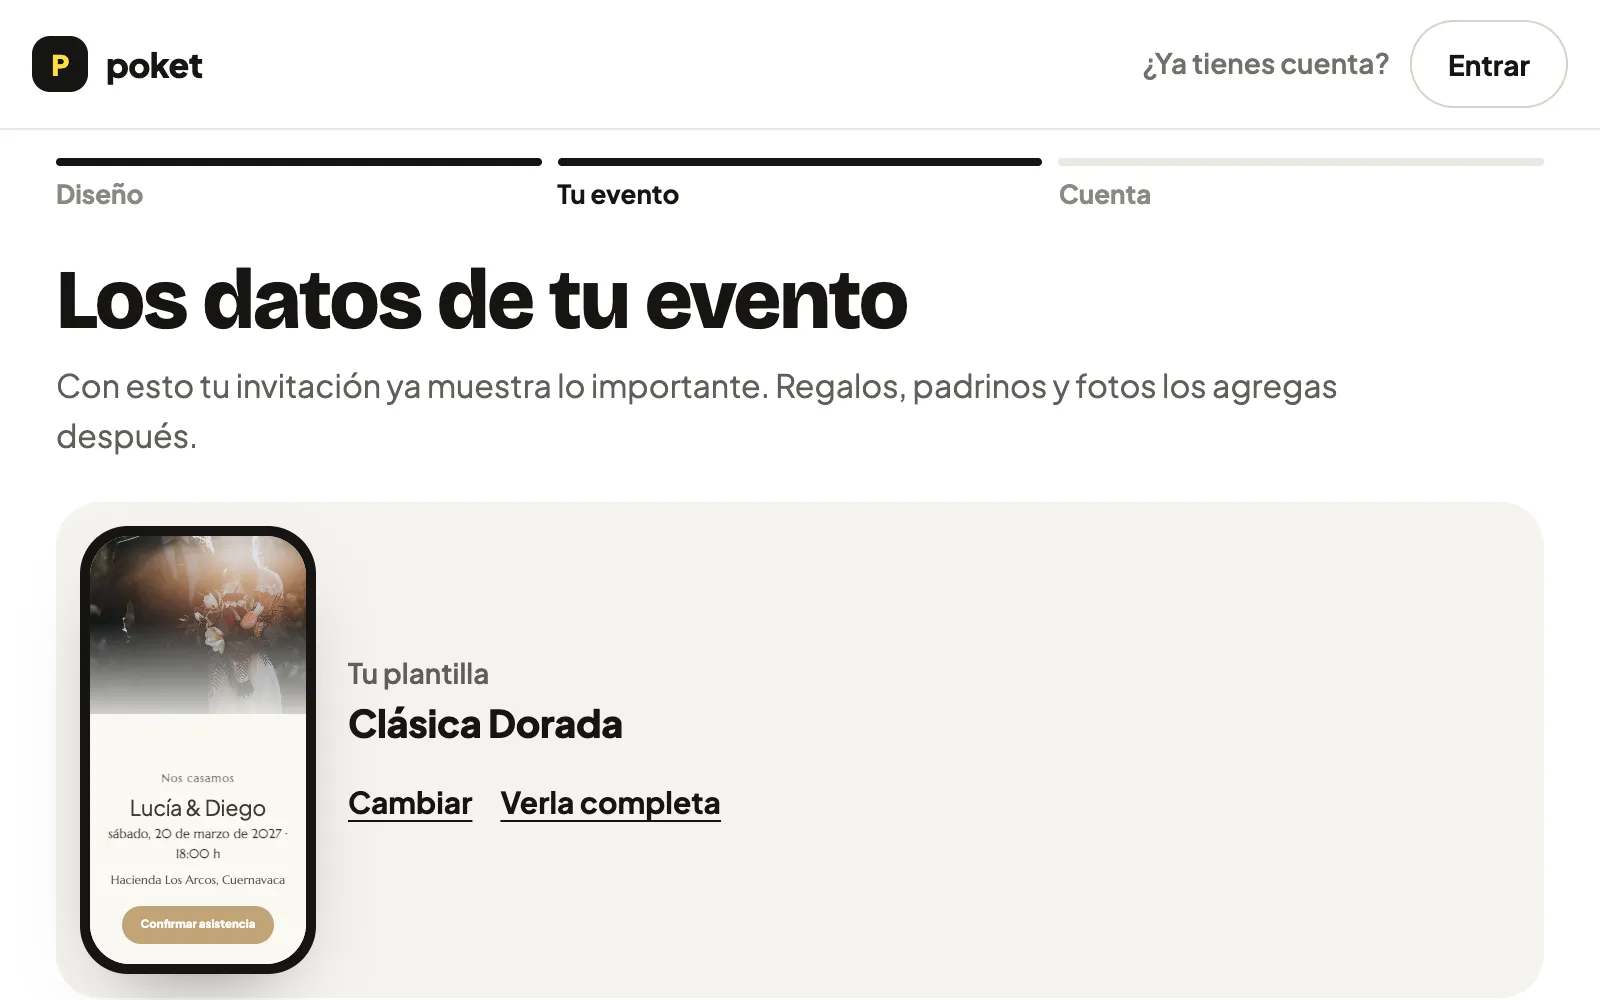 P poket
¿Ya tienes cuenta?
Entrar
Diseño
Tu evento
Cuenta
Los datos de tu evento
Con esto tu invitación ya muestra lo importante. Regalos, padrinos y fotos los agregas
después.
Nos casamos
Lucía & Diego
sábado, 20 de marzo de 2027 ·
18:00 h
Hacienda Los Arcos, Cuernavaca
Confirmar asistencia
Tu plantilla
Clásica Dorada
Cambiar
Verla completa